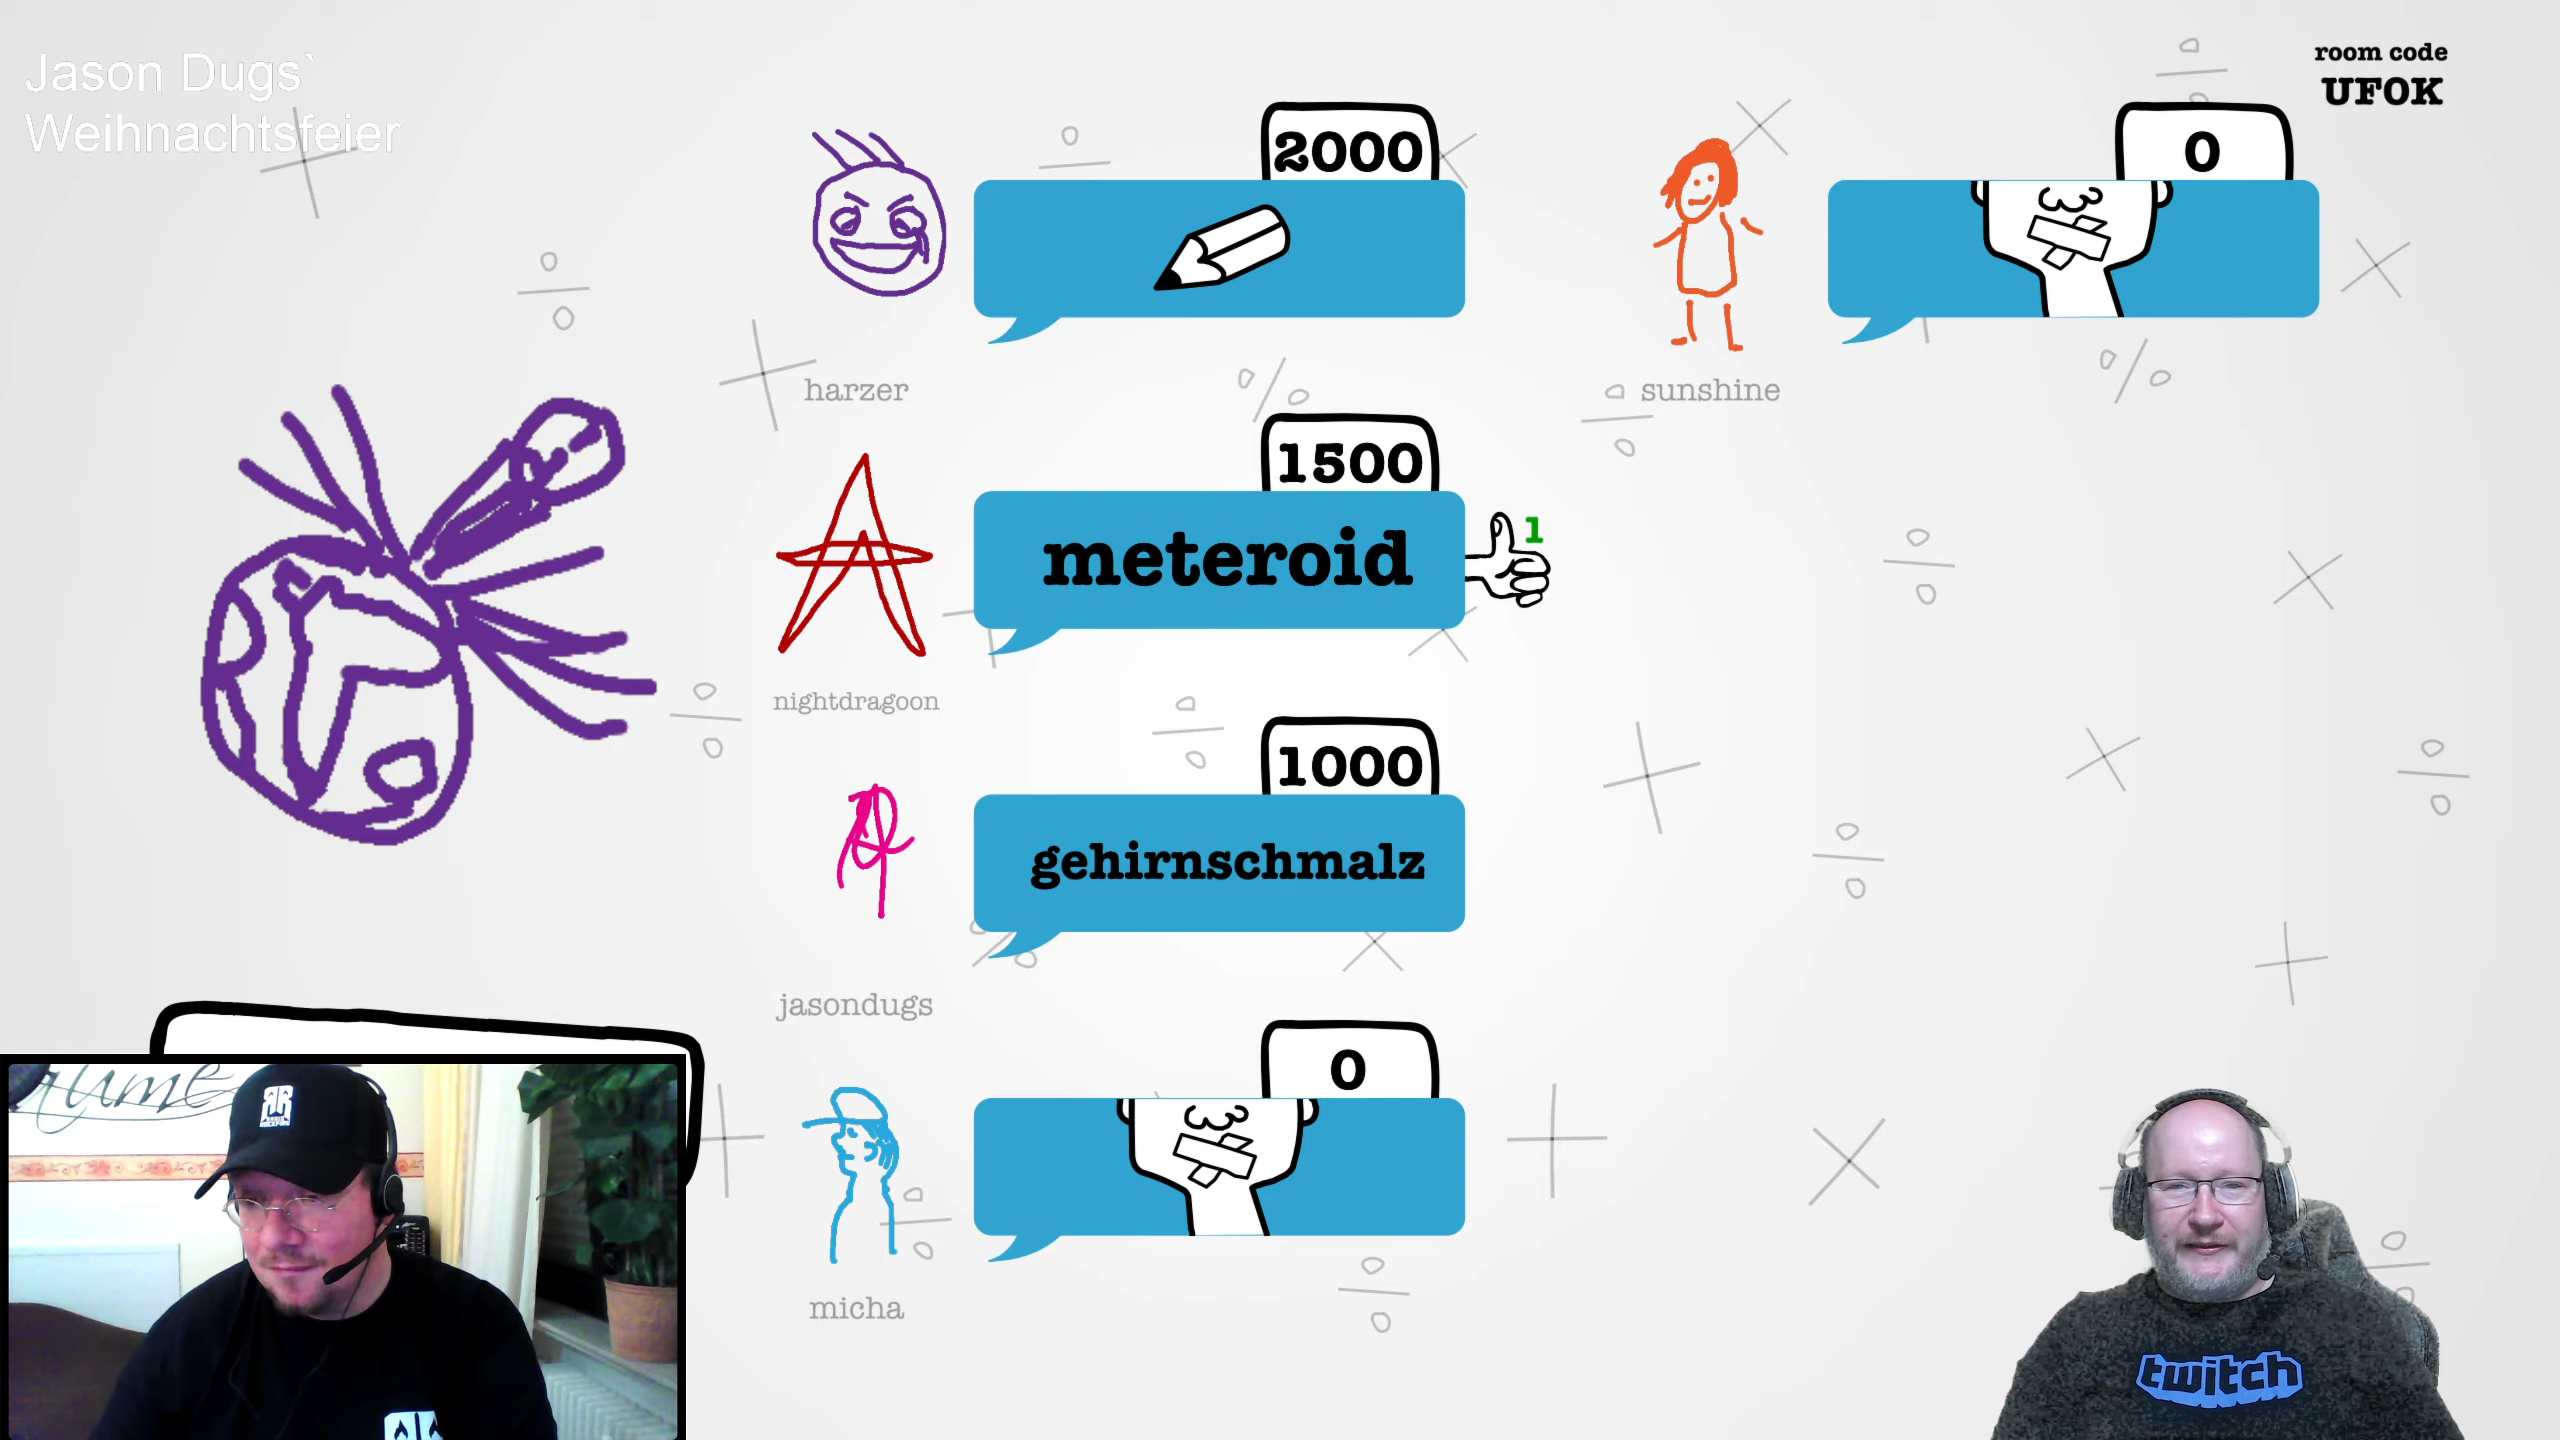 Jason Dugs`
Weihnachtsfeier
room code
UFOK
2000
0
harzer
sunshine
1500
meteroid
1
nightdragoon
1000
gehirnschmalz
jasondugs
0
micha
twitch